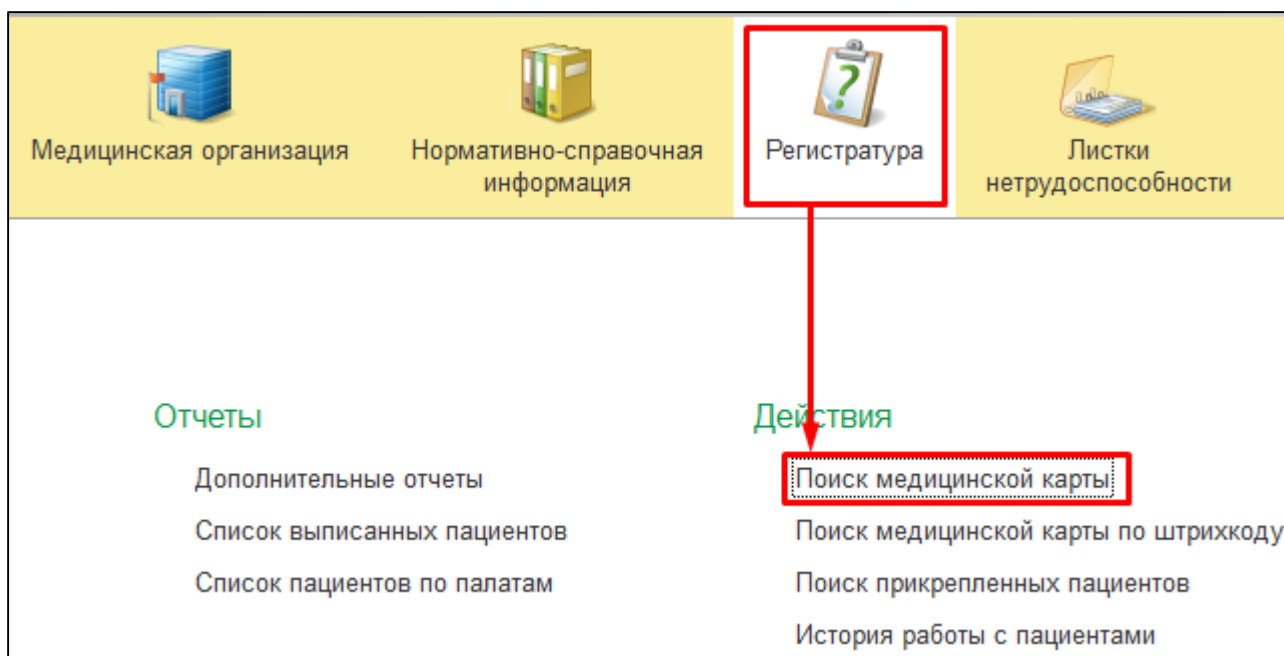 Медицинская организация
Нормативно-справочная
информация
Регистратура
Листки
нетрудоспособности
Отчеты
Дополнительные отчеты
Список выписанных пациентов
Список пациентов по палатам
Действия
Поиск медицинской карты
Поиск медицинской карты по штрихкоду
Поиск прикрепленных пациентов
История работы с пациентами